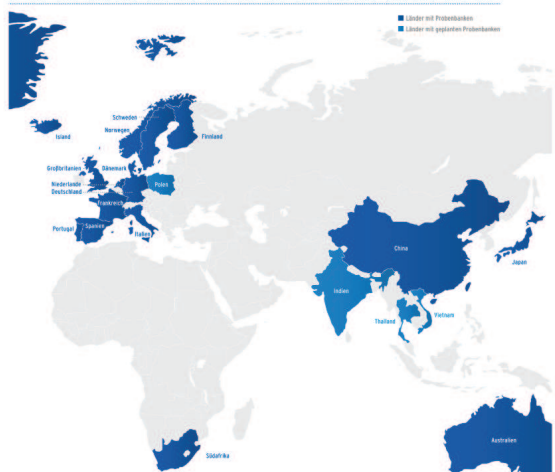 Länder mit Probenbanken
Länder mit geplanten Probenbanken
Schweden
Island
Norwegen
Finnland
Großbritanien
Dänemark
Niederlande
Polen
Deutschland
Frankreich
Portugal
Spanien
Italien
China
Japan
Indien
Thailand
Vietnam
Südafrika
Australien